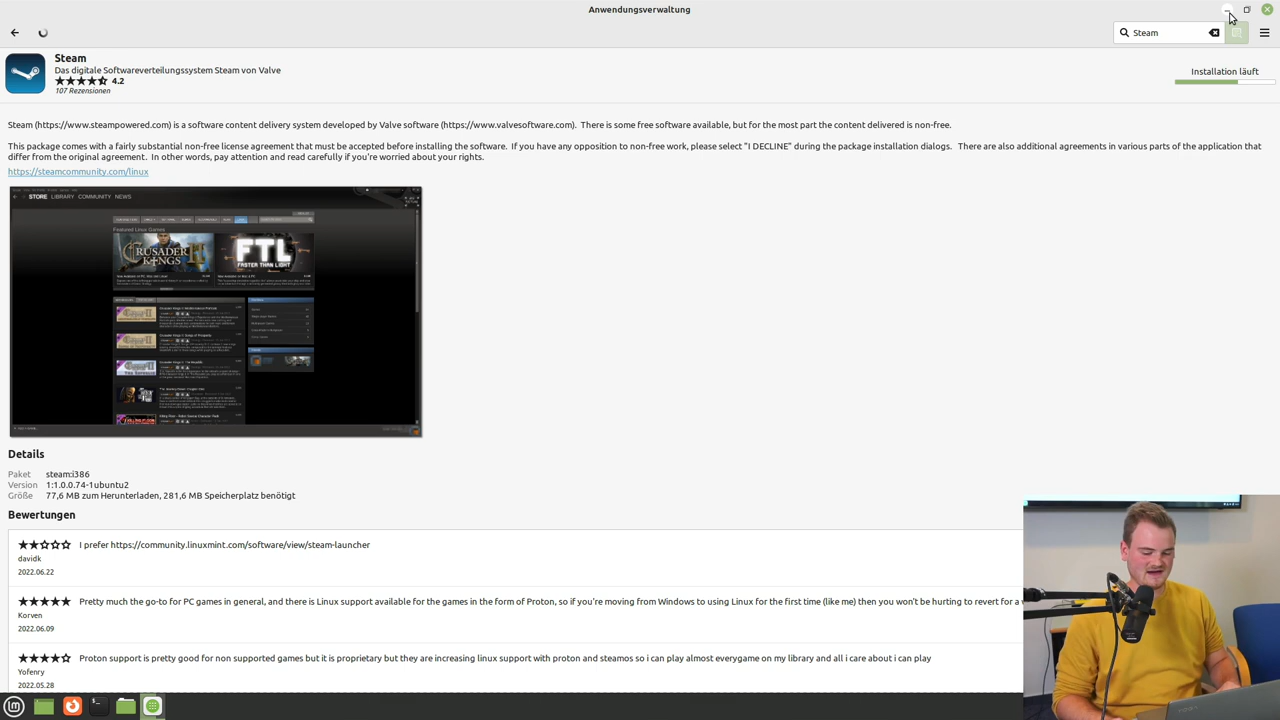 Anwendungsverwaltung
Steam
Steam
Das digitale Softwareverteilungssystem Steam von Valve
4.2
107 Rezensionen
Installation läuft
Steam (https://www.steampowered.com) is a software content delivery system developed by Valve software (https://www.valvesoftware.com).  There is some free software available, but for the most part the content delivered is non-free.
This package comes with a fairly substantial non-free license agreement that must be accepted before installing the software.  If you have any opposition to non-free work, please select "I DECLINE" during the package installation dialogs.   There are also additional agreements in various parts of the application that
differ from the original agreement.  In other words, pay attention and read carefully if you're worried about your rights.
https://steamcommunity.com/linux
STORE LIBRARY COMMUNITY NEWS
Featured Linux Games
CRUSADER KINGS II
FTL
FASTER THAN LIGHT
Details
Paket steam:i386
Version 1:1.0.0.74-1ubuntu2
Größe 77,6 MB zum Herunterladen, 281,6 MB Speicherplatz benötigt
Bewertungen
I prefer https://community.linuxmint.com/software/view/steam-launcher
davidk
2022.06.22
Pretty much the go-to for PC games in general, and there is Linux support available for the games in the form of Proton, so if you're moving from Windows to using Linux for the first time (like me) then you won't be hurting to revert for a
Korven
2022.06.09
Proton support is pretty good for non supported games but it is proprietary but they are increasing linux support with proton and steamos so i can play almost everygame on my library and all i care about i can play
Yofenry
2022.05.28